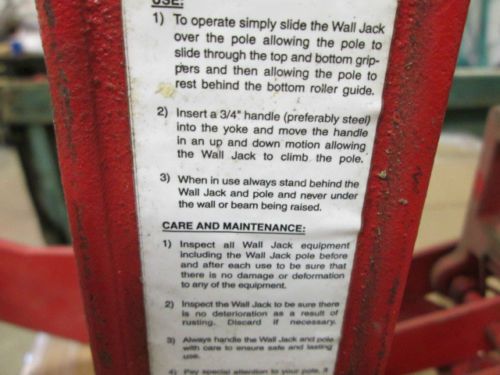 USE:
1) To operate simply slide the Wall Jack
over the pole allowing the pole to
slide through the top and bottom grip-
pers and then allowing the pole to
rest behind the bottom roller guide.
2) Insert a 3/4" handle (preferably steel)
into the yoke and move the handle
in an up and down motion allowing
the Wall Jack to climb the pole.
3) When in use always stand behind the
Wall Jack and pole and never under
the wall or beam being raised.
CARE AND MAINTENANCE:
1) Inspect all Wall Jack equipment
including the Wall Jack pole before
and after each use to be sure that
there is no damage or deformation
to any of the equipment.
2) Inspect the Wall Jack to be sure there
is no deterioration as a result of
rusting. Discard if necessary.
3) Always handle the Wall Jack and pole
with care to ensure safe and lasting
use.
4) Pay special attention to your pole. If